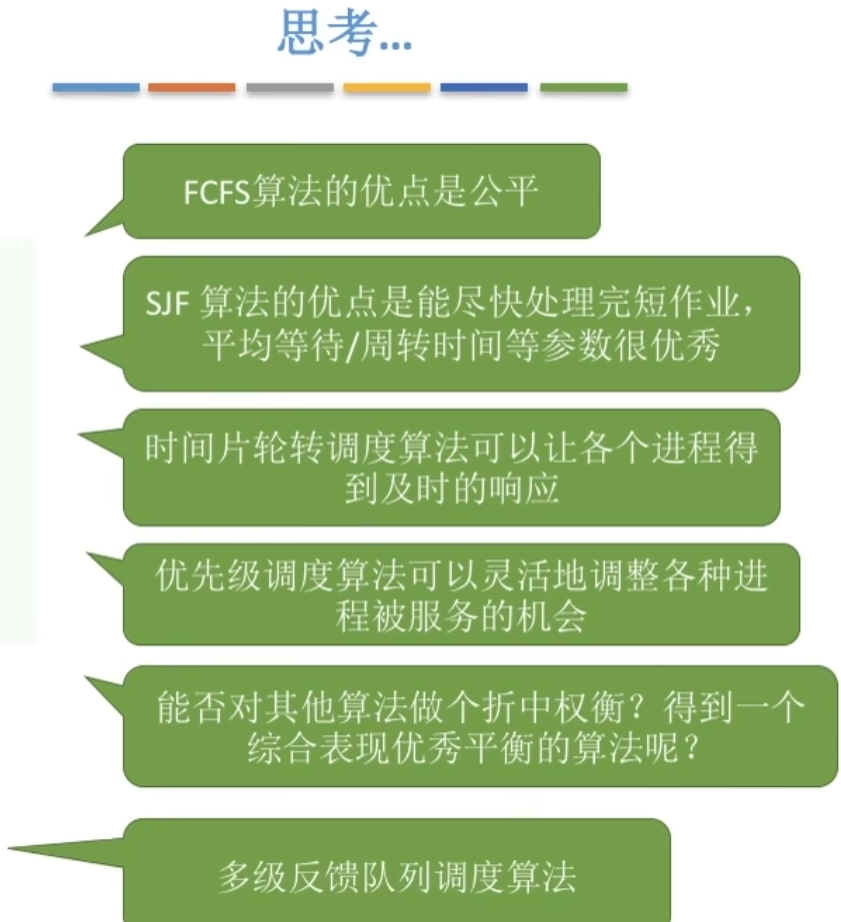 思考...
FCFS算法的优点是公平
SJF 算法的优点是能尽快处理完短作业，
平均等待/周转时间等参数很优秀
时间片轮转调度算法可以让各个进程得
到及时的响应
优先级调度算法可以灵活地调整各种进
程被服务的机会
能否对其他算法做个折中权衡？得到一个
综合表现优秀平衡的算法呢？
多级反馈队列调度算法